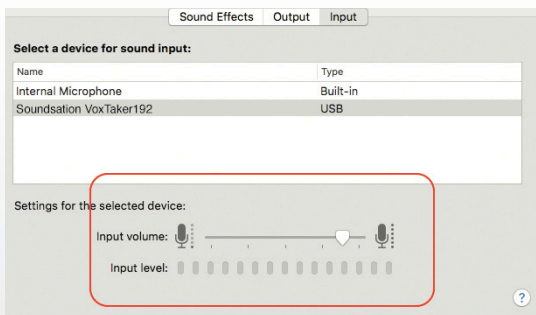 Sound Effects Output Input
Select a device for sound input:
Name Type
Internal Microphone Built-in
Soundsation VoxTaker192 USB
Settings for the selected device:
Input volume:
Input level:
?